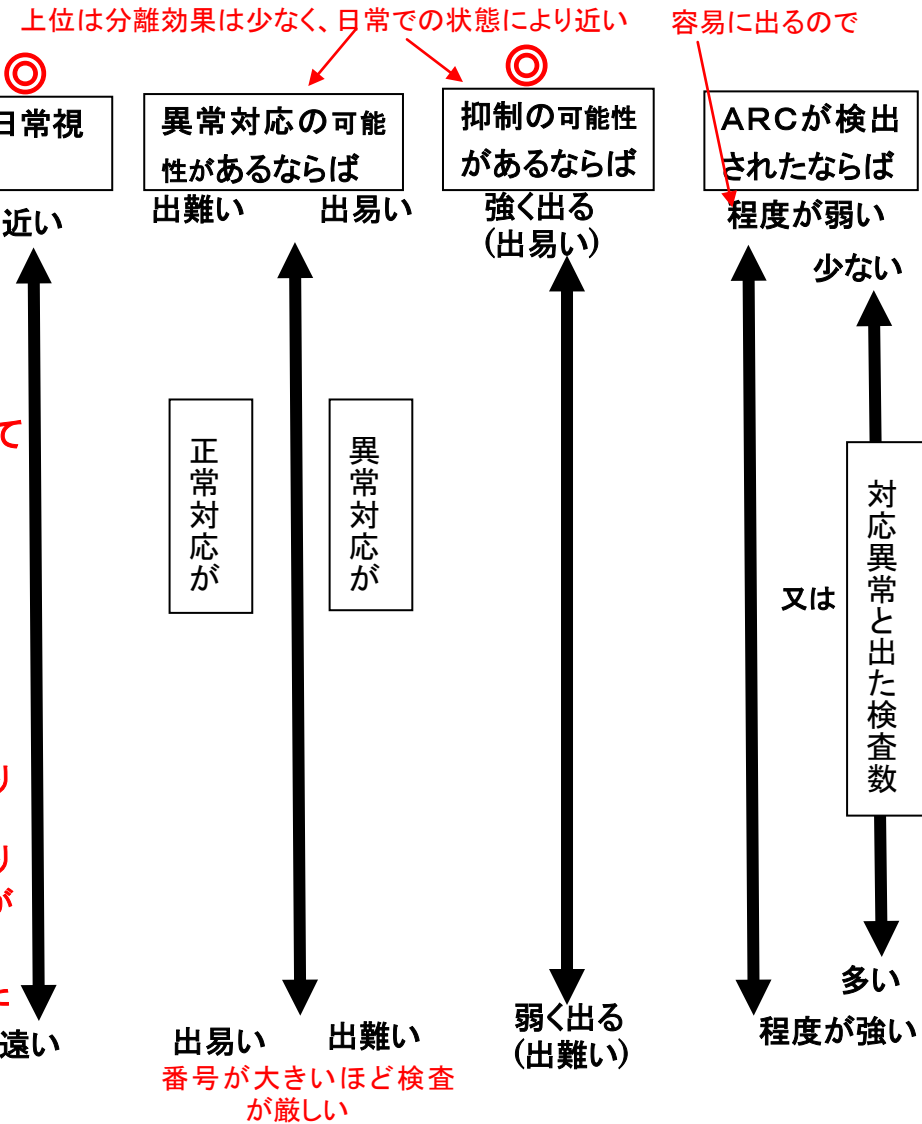 上位は分離効果は少なく、日常での状態により近い
容易に出るので
◎
◎
日常視
異常対応の可能
性があるならば
抑制の可能性
があるならば
ARCが検出
されたならば
近い
出難い
出易い
強く出る
(出易い)
程度が弱い
少ない
て
正常対応が
異常対応が
又は
対応異常と出た検査数
り
り
が
遠い
出易い
出難い
弱く出る
(出難い)
多い
程度が強い
番号が大きいほど検査
が厳しい